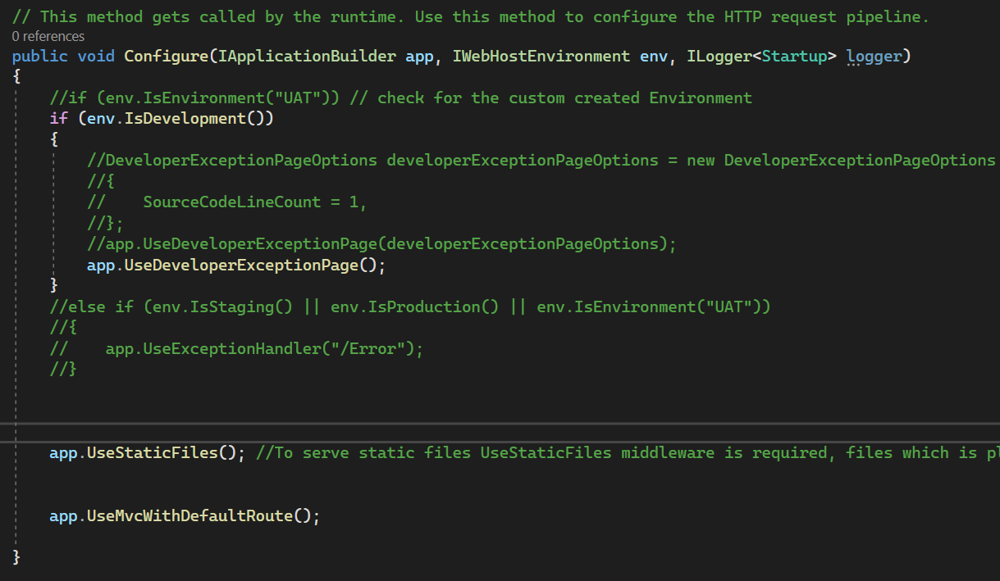 // This method gets called by the runtime. Use this method to configure the HTTP request pipeline.
0 references
public void Configure(IApplicationBuilder app, IWebHostEnvironment env, ILogger<Startup> logger)
{
//if (env.IsEnvironment("UAT")) // check for the custom created Environment
if (env.IsDevelopment())
{
//DeveloperExceptionPageOptions developerExceptionPageOptions = new DeveloperExceptionPageOptions
//{
//    SourceCodeLineCount = 1,
//};
//app.UseDeveloperExceptionPage(developerExceptionPageOptions);
app.UseDeveloperExceptionPage();
}
//else if (env.IsStaging() || env.IsProduction() || env.IsEnvironment("UAT"))
//{
//    app.UseExceptionHandler("/Error");
//}
app.UseStaticFiles(); //To serve static files UseStaticFiles middleware is required, files which is
app.UseMvcWithDefaultRoute();
}